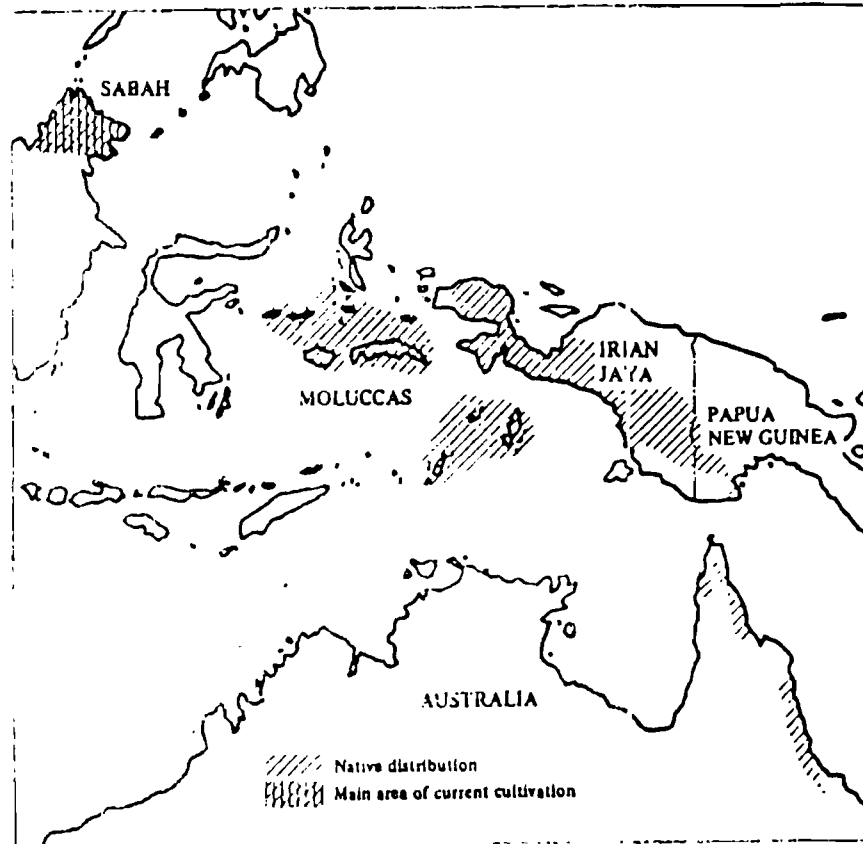 SABAH
IRIAN
JAYA
MOLUCCAS
PAPUA
NEW GUINEA
AUSTRALIA
Native distribution
Main area of current cultivation